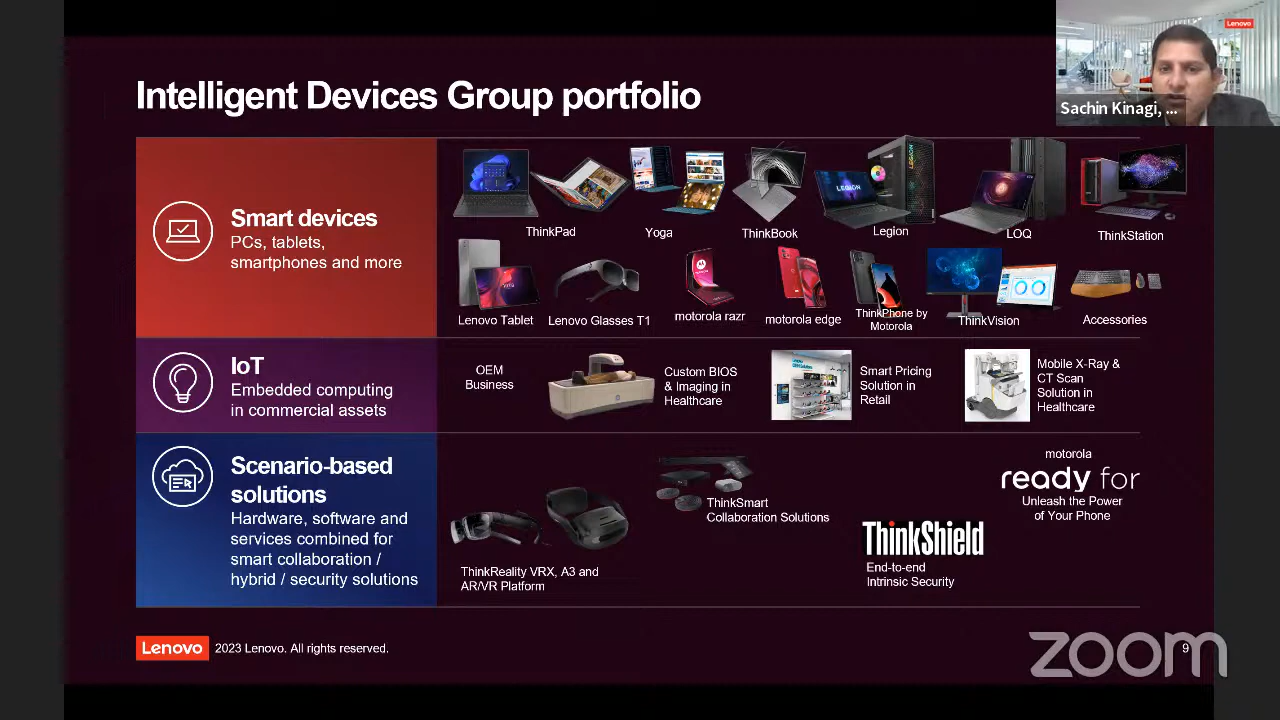 Lenovo
Sachin Kinagi, ...
Intelligent Devices Group portfolio
Smart devices
PCs, tablets,
smartphones and more
ThinkPad
Yoga
ThinkBook
LEGION
LEGION
Legion
LOQ
ThinkStation
Lenovo Tablet
Lenovo Glasses T1
motorola razr
motorola edge
ThinkPhone by
Motorola
ThinkVision
Accessories
IoT
Embedded computing
in commercial assets
OEM
Business
Custom BIOS
& Imaging in
Healthcare
Smart Pricing
Solution in
Retail
Mobile X-Ray &
CT Scan
Solution in
Healthcare
Scenario-based
solutions
Hardware, software and
services combined for
smart collaboration /
hybrid / security solutions
ThinkReality VRX, A3 and
AR/VR Platform
ThinkSmart
Collaboration Solutions
ThinkShield
End-to-end
Intrinsic Security
motorola
ready for
Unleash the Power
of Your Phone
Lenovo
2023 Lenovo. All rights reserved.
zoom
9